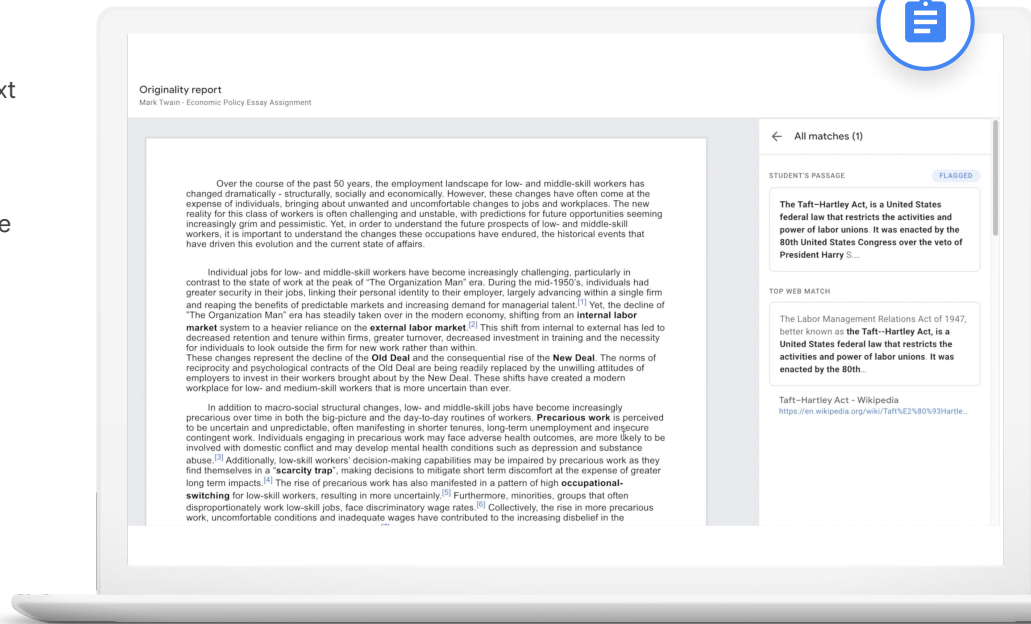 xt
e
Originality report
Mark Twain - Economic Policy Essay Assignment
Over the course of the past 50 years, the employment landscape for low- and middle-skill workers has
changed dramatically - structurally, socially and economically. However, these changes have often come at the
expense of individuals, bringing about unwanted and uncomfortable changes to jobs and workplaces. The new
reality for this class of workers is often challenging and unstable, with predictions for future opportunities seeming
increasingly grim and pessimistic. Yet, in order to understand the future prospects of low- and middle-skill
workers, it is important to understand the changes these occupations have endured, the historical events that
have driven this evolution and the current state of affairs.
Individual jobs for low- and middle-skill workers have become increasingly challenging, particularly in
contrast to the state of work at the peak of "The Organization Man" era. During the mid-1950's, individuals had
greater security in their jobs, linking their personal identity to their employer, largely advancing within a single firm
and reaping the benefits of predictable markets and increasing demand for managerial talent.[1] Yet, the decline of
"The Organization Man" era has steadily taken over in the modern economy, shifting from an internal labor
market system to a heavier reliance on the external labor market.[2] This shift from internal to external has led to
decreased retention and tenure within firms, greater turnover, decreased investment in training and the necessity
for individuals to look outside the firm for new work rather than within.
These changes represent the decline of the Old Deal and the consequential rise of the New Deal. The norms of
reciprocity and psychological contracts of the Old Deal are being readily replaced by the unwilling attitudes of
employers to invest in their workers brought about by the New Deal. These shifts have created a modern
workplace for low- and medium-skill workers that is more uncertain than ever.
In addition to macro-social structural changes, low- and middle-skill jobs have become increasingly
precarious over time in both the big-picture and the day-to-day routines of workers. Precarious work is perceived
to be uncertain and unpredictable, often manifesting in shorter tenures, long-term unemployment and insecure
contingent work. Individuals engaging in precarious work may face adverse health outcomes, are more likely to be
involved with domestic conflict and may develop mental health conditions such as depression and substance
abuse.[3] Additionally, low-skill workers' decision-making capabilities may be impaired by precarious work as they
find themselves in a "scarcity trap", making decisions to mitigate short term discomfort at the expense of greater
long term impacts.[4] The rise of precarious work has also manifested in a pattern of high occupational-
switching for low-skill workers, resulting in more uncertainly.[5] Furthermore, minorities, groups that often
disproportionately work low-skill jobs, face discriminatory wage rates.[6] Collectively, the rise in more precarious
work, uncomfortable conditions and inadequate wages have contributed to the increasing disbelief in the
All matches (1)
STUDENT'S PASSAGE
FLAGGED
The Taft–Hartley Act, is a United States
federal law that restricts the activities and
power of labor unions. It was enacted by the
80th United States Congress over the veto of
President Harry S....
TOP WEB MATCH
The Labor Management Relations Act of 1947,
better known as the Taft--Hartley Act, is a
United States federal law that restricts the
activities and power of labor unions. It was
enacted by the 80th...
Taft–Hartley Act - Wikipedia
https://en.wikipedia.org/wiki/Taft%E2%80%93Hartle...